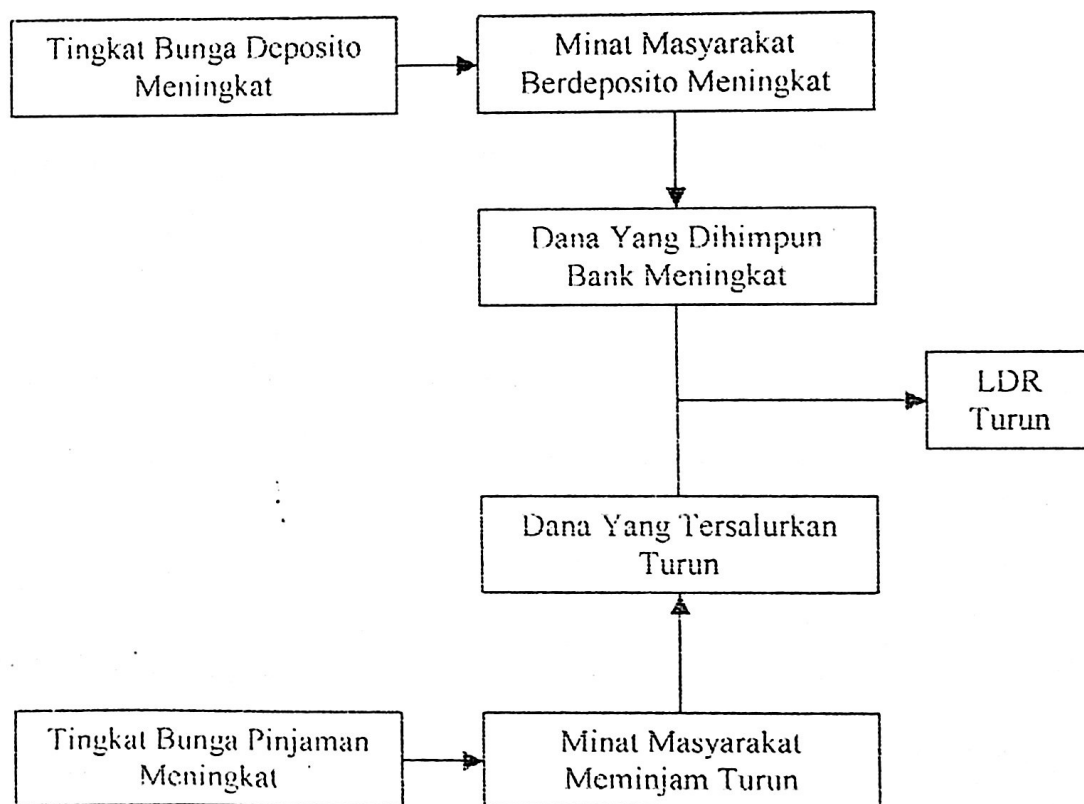 Tingkat Bunga Deposito
Meningkat
Minat Masyarakat
Berdeposito Meningkat
Dana Yang Dihimpun
Bank Meningkat
LDR
Turun
Dana Yang Tersalurkan
Turun
Tingkat Bunga Pinjaman
Meningkat
Minat Masyarakat
Meminjam Turun